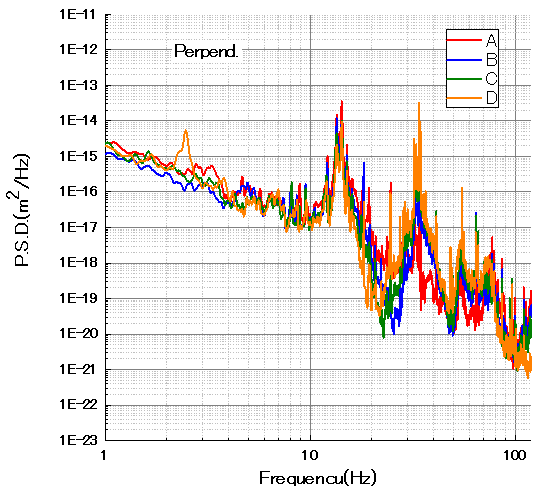 1E-11
1E-12
1E-13
1E-14
1E-15
1E-16
1E-17
1E-18
1E-19
1E-20
1E-21
1E-22
1E-23
P.S.D.(m²/Hz)
Perpend.
A
B
C
D
1 10 100
Frequencu(Hz)